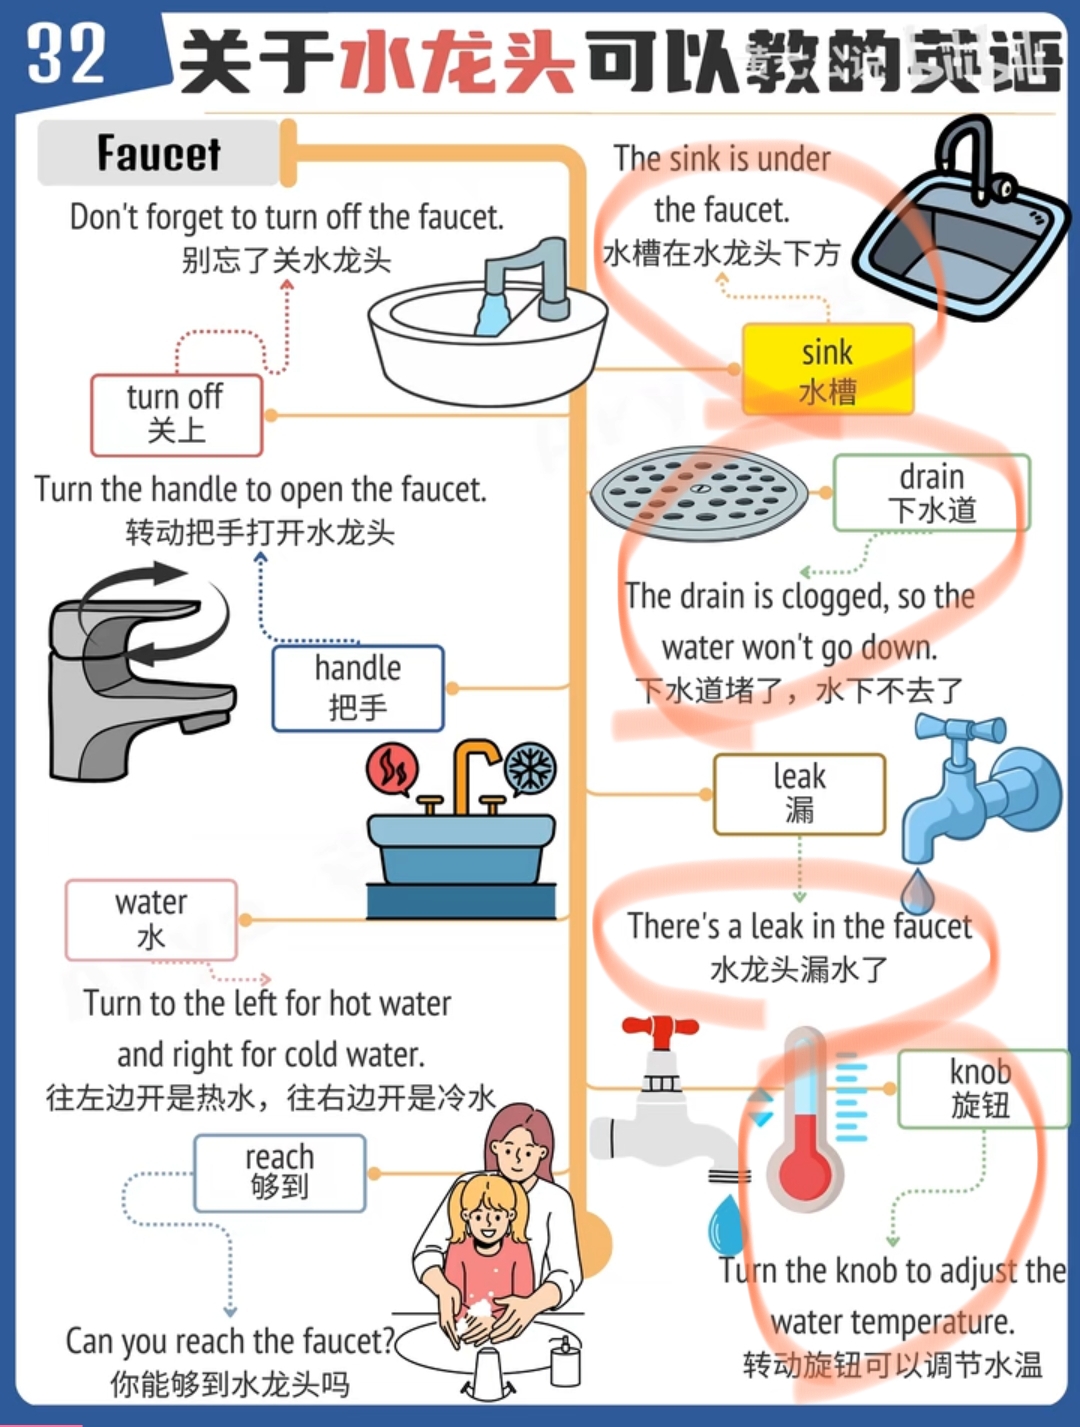 32
关于水龙头可以教的英语
Faucet
Don't forget to turn off the faucet.
别忘了关水龙头
turn off
关上
Turn the handle to open the faucet.
转动把手打开水龙头
handle
把手
water
水
Turn to the left for hot water
and right for cold water.
往左边开是热水，往右边开是冷水
reach
够到
Can you reach the faucet?
你能够到水龙头吗
The sink is under
the faucet.
水槽在水龙头下方
sink
水槽
drain
下水道
The drain is clogged, so the
water won't go down.
下水道堵了，水下不去了
leak
漏
There's a leak in the faucet
水龙头漏水了
knob
旋钮
Turn the knob to adjust the
water temperature.
转动旋钮可以调节水温